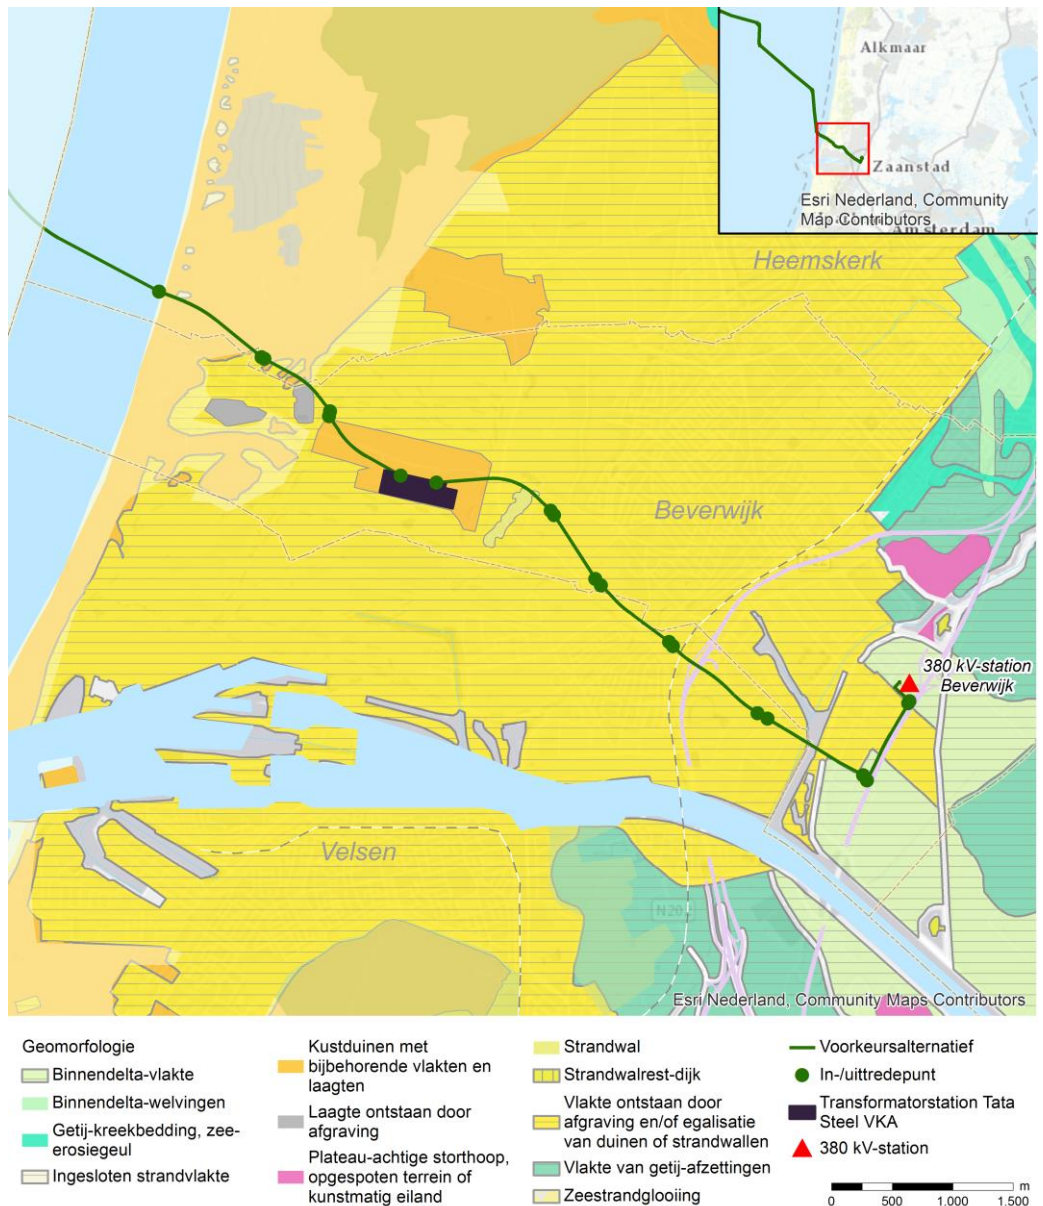 Alkmaar
Zaanstad
Esri Nederland, Community
Map Contributors
Amsterdam
Heemskerk
Beverwijk
380 kV-station
Beverwijk
Velsen
Esri Nederland, Community Maps Contributors
Geomorfologie
Binnendelta-vlakte
Binnendelta-welvingen
Getij-kreekbedding, zee-
erosiegeul
Ingesloten strandvlakte
Kustduinen met
bijbehorende vlakten en
laagten
Laagte ontstaan door
afgraving
Plateau-achtige storthoop,
opgespoten terrein of
kunstmatig eiland
Strandwal
Strandwalrest-dijk
Vlakte ontstaan door
afgraving en/of egalisatie
van duinen of strandwallen
Vlakte van getij-afzettingen
Zeestrandglooiing
Voorkeursalternatief
In-/uittredepunt
Transformatorstation Tata
Steel VKA
380 kV-station
m
0 500 1.000 1.500